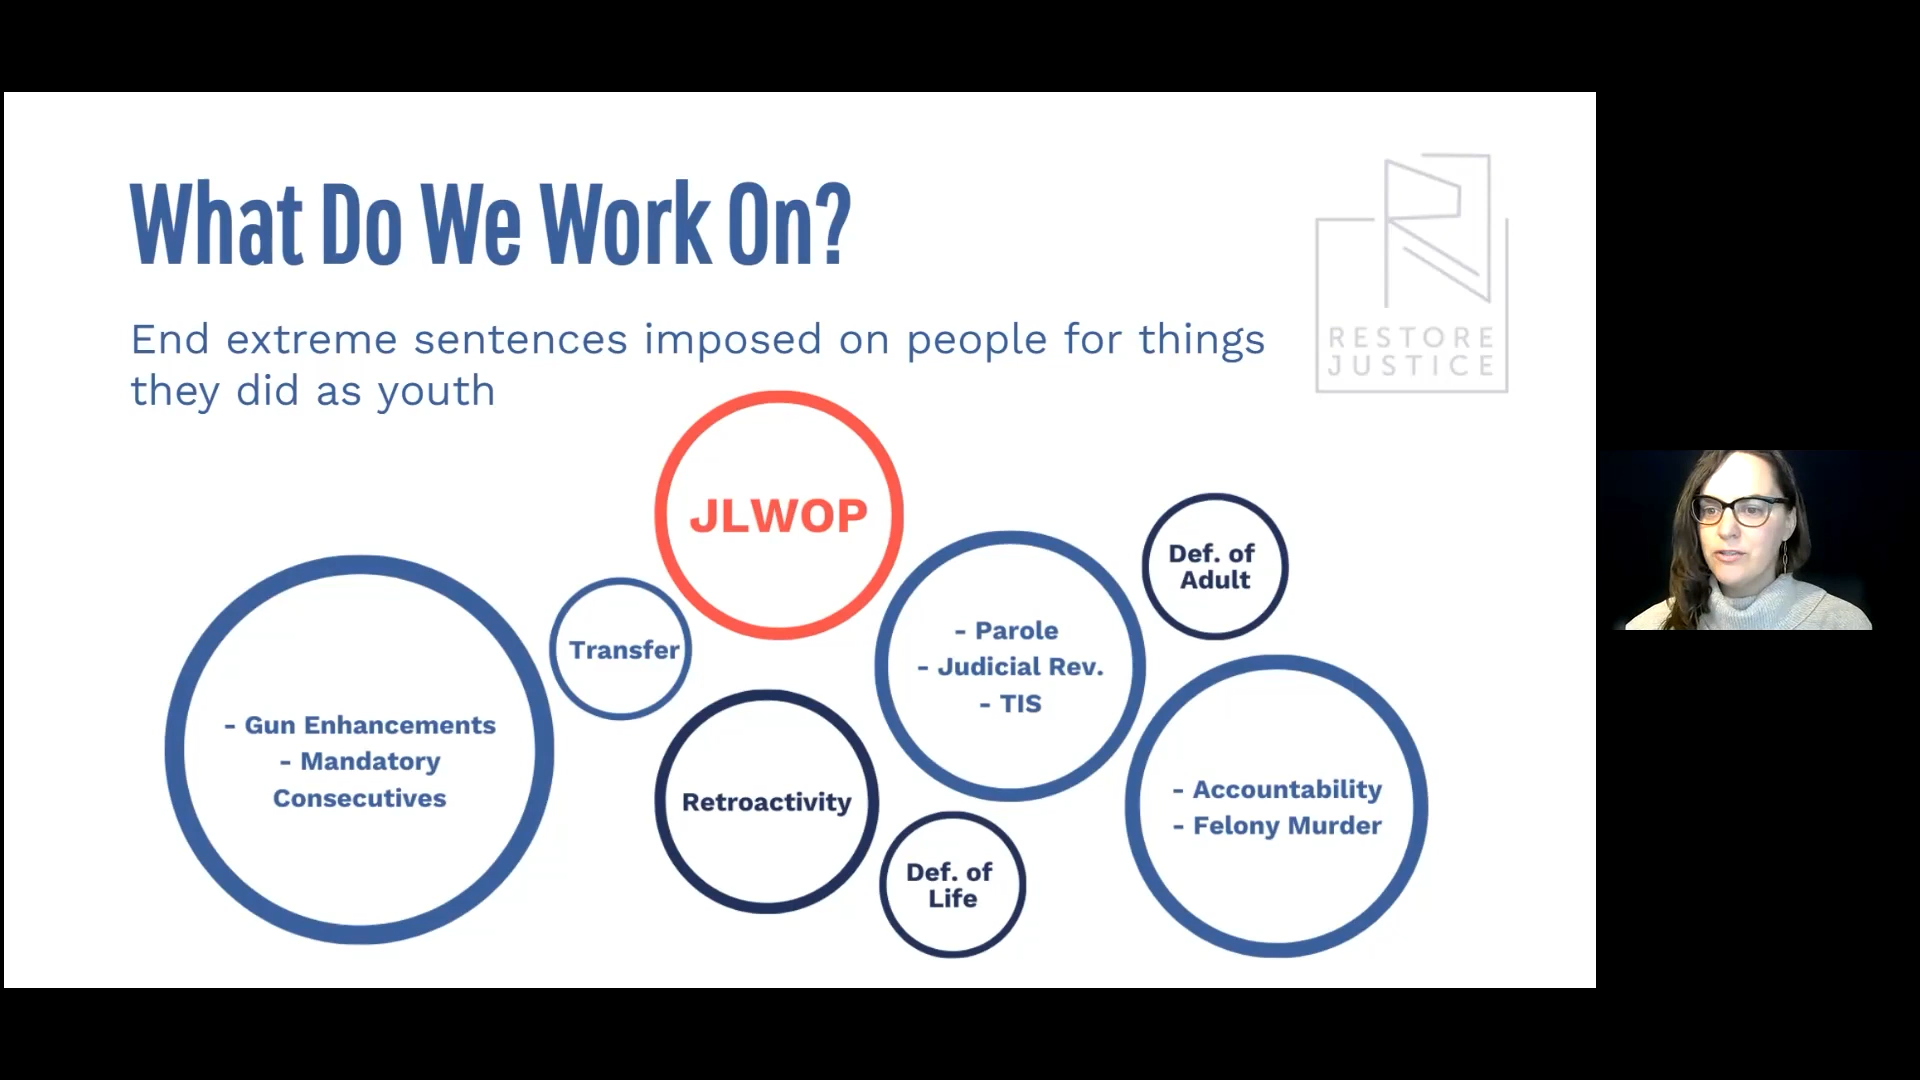 What Do We Work On?
RESTORE
JUSTICE
End extreme sentences imposed on people for things
they did as youth
JLWOP
Def. of
Adult
Transfer
- Parole
- Judicial Rev.
- TIS
- Gun Enhancements
- Mandatory
Consecutives
Retroactivity
- Accountability
- Felony Murder
Def. of
Life